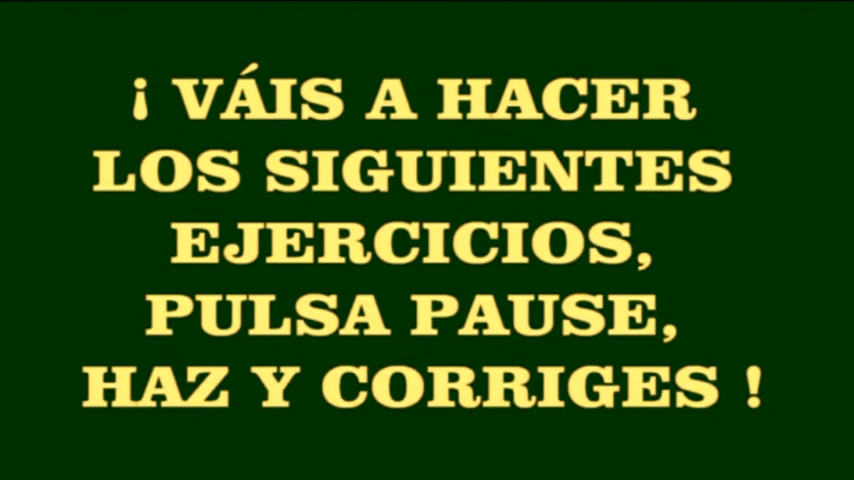 ¡ VÁIS A HACER
LOS SIGUIENTES
EJERCICIOS,
PULSA PAUSE,
HAZ Y CORRIGES !